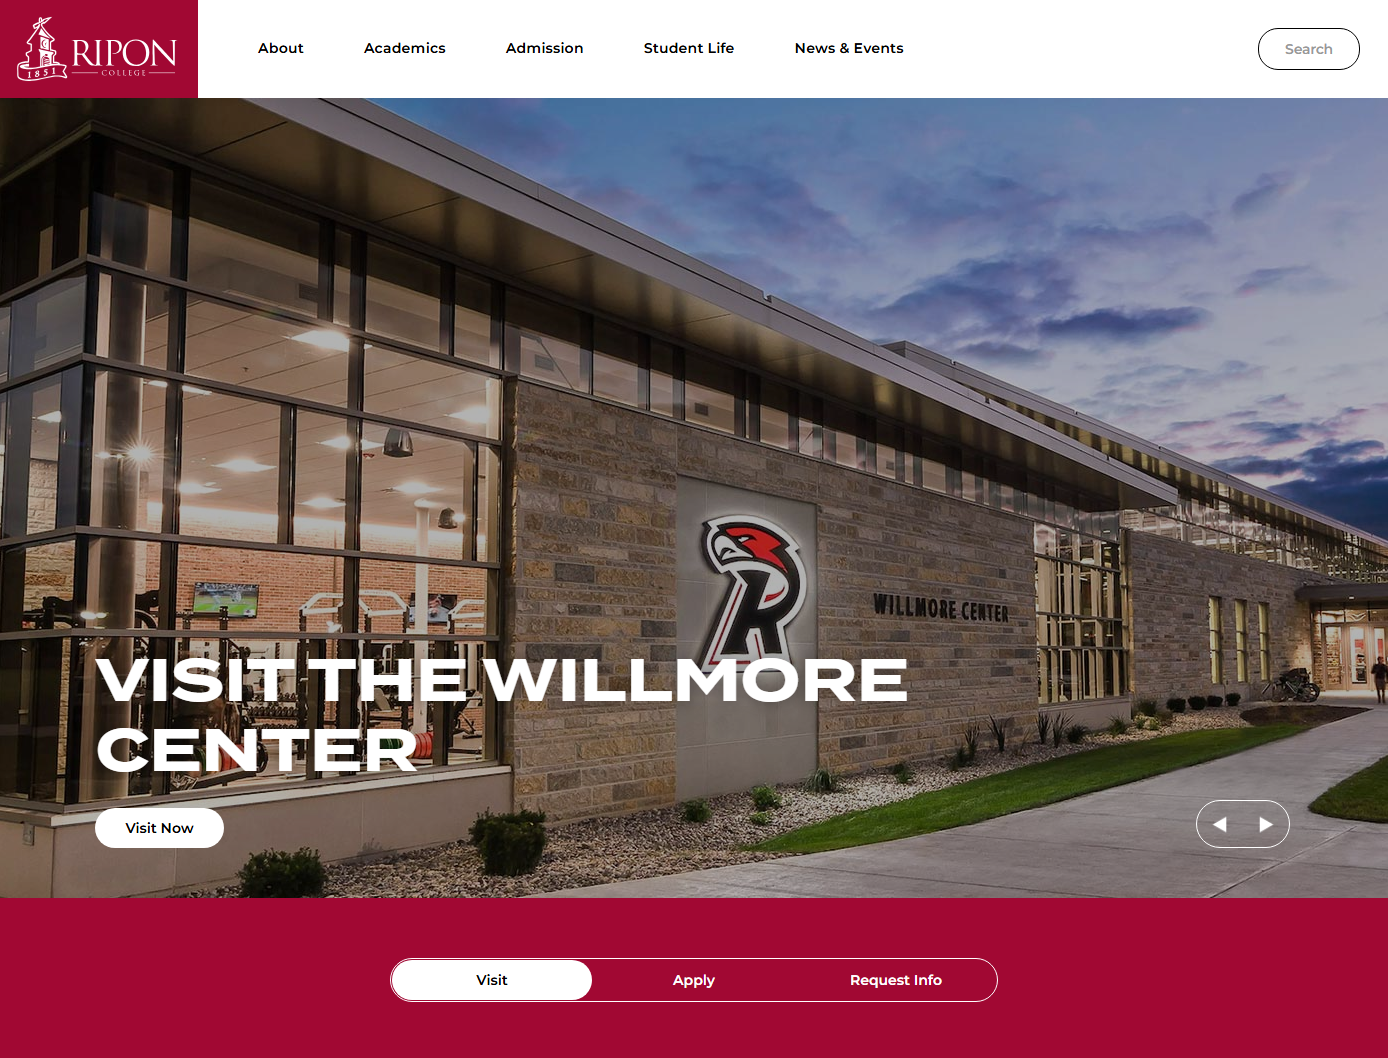 RIPON
COLLEGE
1851
About
Academics
Admission
Student Life
News & Events
Search
WILLMORE CENTER
VISIT THE WILLMORE
CENTER
Visit Now
Visit
Apply
Request Info